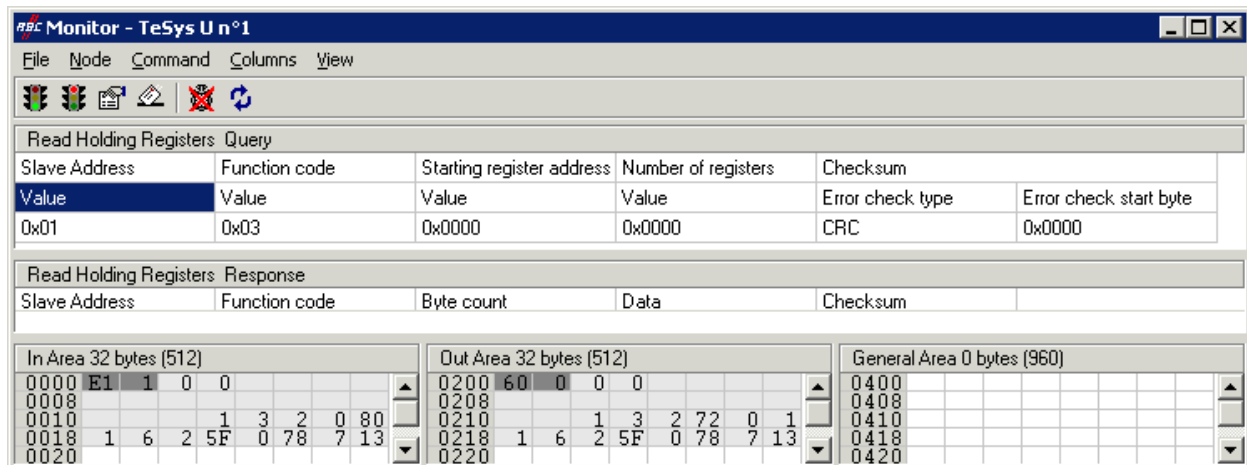 ABC Monitor - TeSys U n°1
File Node Command Columns View
Read Holding Registers Query
Slave Address Function code Starting register address Number of registers Checksum
Value Value Value Value Error check type Error check start byte
0x01 0x03 0x0000 0x0000 CRC 0x0000
Read Holding Registers Response
Slave Address Function code Byte count Data Checksum
In Area 32 bytes (512) Out Area 32 bytes (512) General Area 0 bytes (960)
0000 E1 1 0 0 0200 60 0 0 0 0400
0008 0208 0408
0010 1 3 2 0 80 0210 1 3 2 72 0 1 0410
0018 1 6 2 5F 0 78 7 13 0218 1 6 2 5F 0 78 7 13 0418
0020 0220 0420